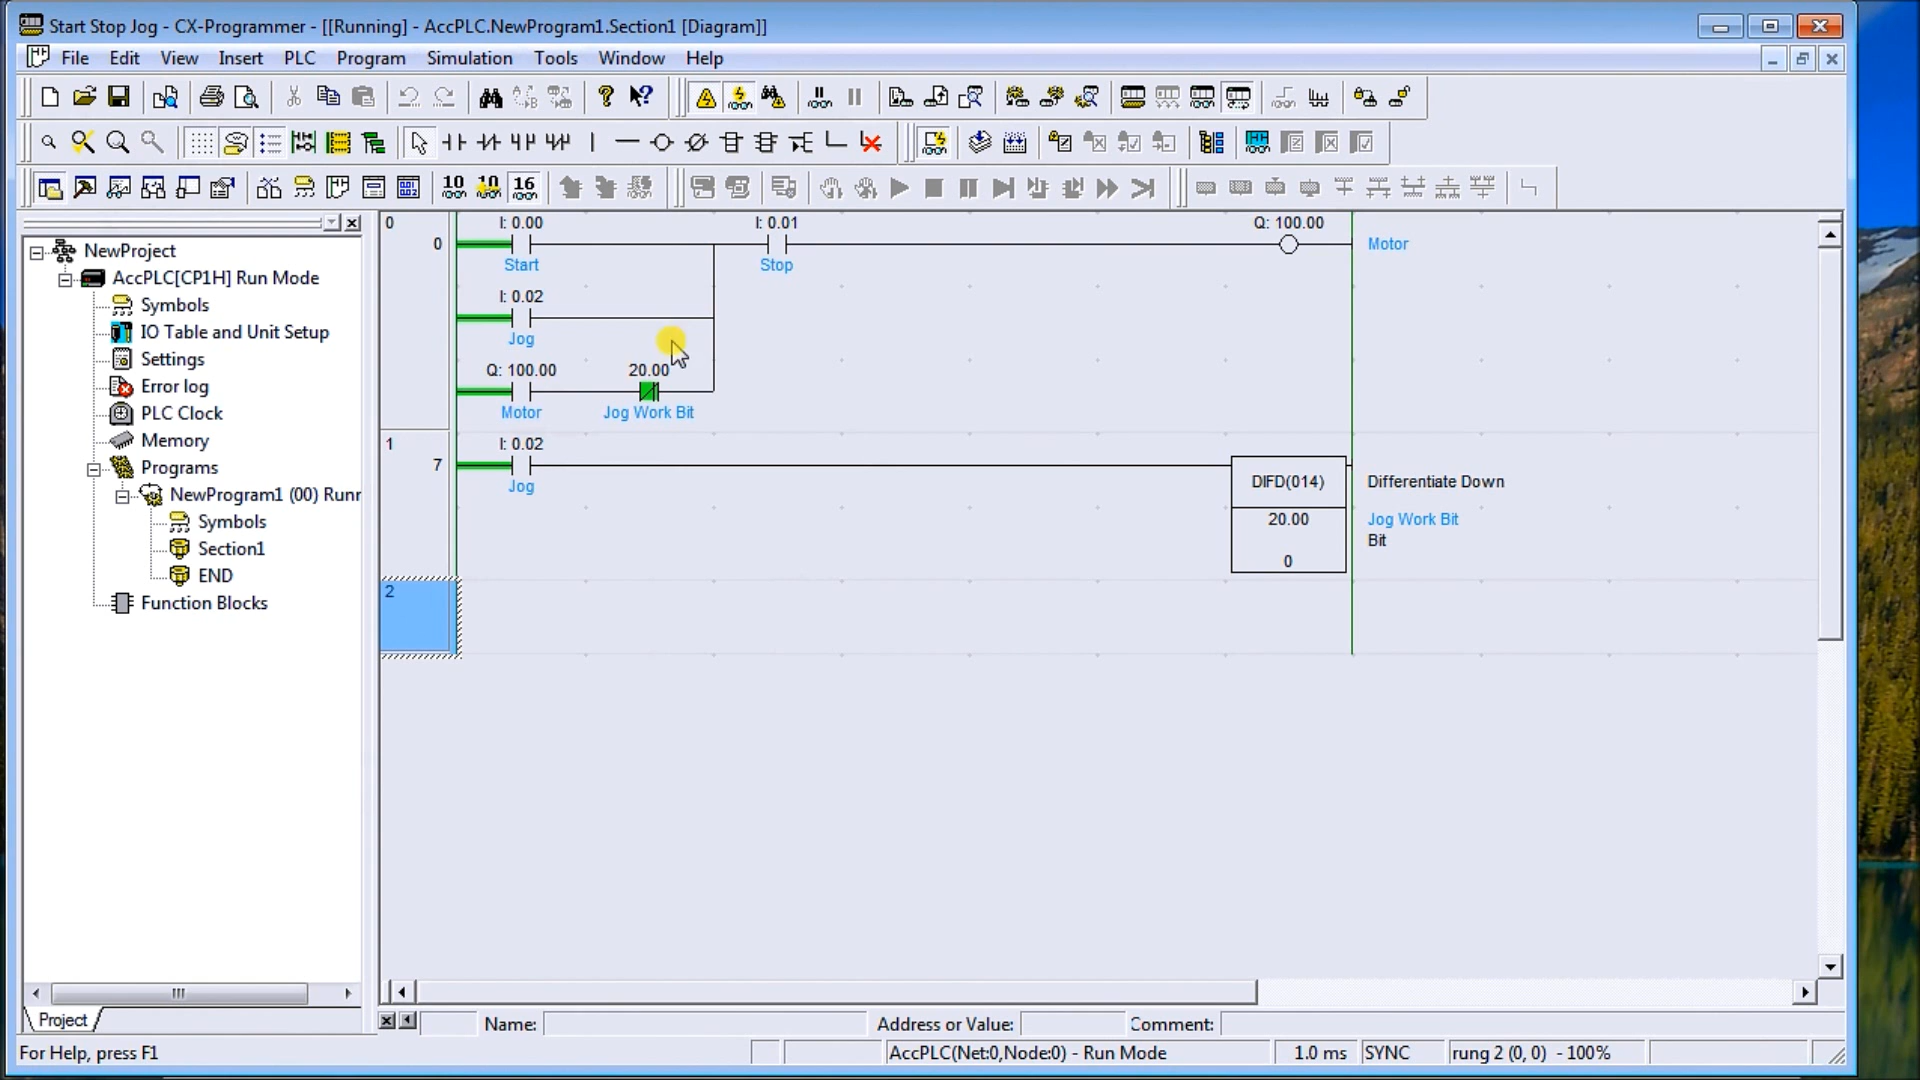 Start Stop Jog - CX-Programmer - [[Running] - AccPLC.NewProgram1.Section1 [Diagram]]
File Edit View Insert PLC Program Simulation Tools Window Help
10 10 16
NewProject
AccPLC[CP1H] Run Mode
Symbols
IO Table and Unit Setup
Settings
Error log
PLC Clock
Memory
Programs
NewProgram1 (00) Runr
Symbols
Section1
END
Function Blocks
Project
0
0
I: 0.00
Start
I: 0.01
Stop
Q: 100.00
Motor
I: 0.02
Jog
Q: 100.00
Motor
20.00
Jog Work Bit
1
7
I: 0.02
Jog
DIFD(014)
Differentiate Down
20.00
Jog Work Bit
Bit
0
2
Name: Address or Value: Comment:
For Help, press F1
AccPLC(Net:0,Node:0) - Run Mode
1.0 ms
SYNC
rung 2 (0, 0) - 100%